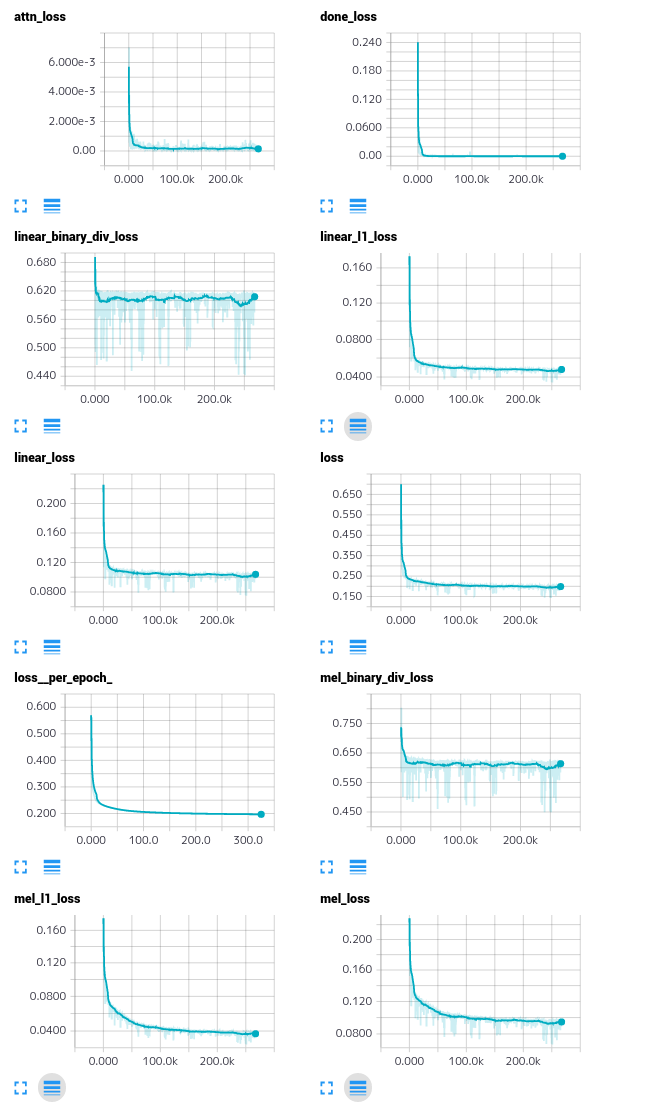 attn_loss
done_loss
6.000e-3
4.000e-3
2.000e-3
0.00
0.000 100.0k 200.0k
0.240
0.180
0.120
0.0600
0.00
0.000 100.0k 200.0k
linear_binary_div_loss
linear_l1_loss
0.680
0.620
0.560
0.500
0.440
0.000 100.0k 200.0k
0.160
0.120
0.0800
0.0400
0.000 100.0k 200.0k
linear_loss
loss
0.200
0.160
0.120
0.0800
0.000 100.0k 200.0k
0.650
0.550
0.450
0.350
0.250
0.150
0.000 100.0k 200.0k
loss__per_epoch_
mel_binary_div_loss
0.600
0.500
0.400
0.300
0.200
0.000 100.0 200.0 300.0
0.750
0.650
0.550
0.450
0.000 100.0k 200.0k
mel_l1_loss
mel_loss
0.160
0.120
0.0800
0.0400
0.000 100.0k 200.0k
0.200
0.160
0.120
0.0800
0.000 100.0k 200.0k